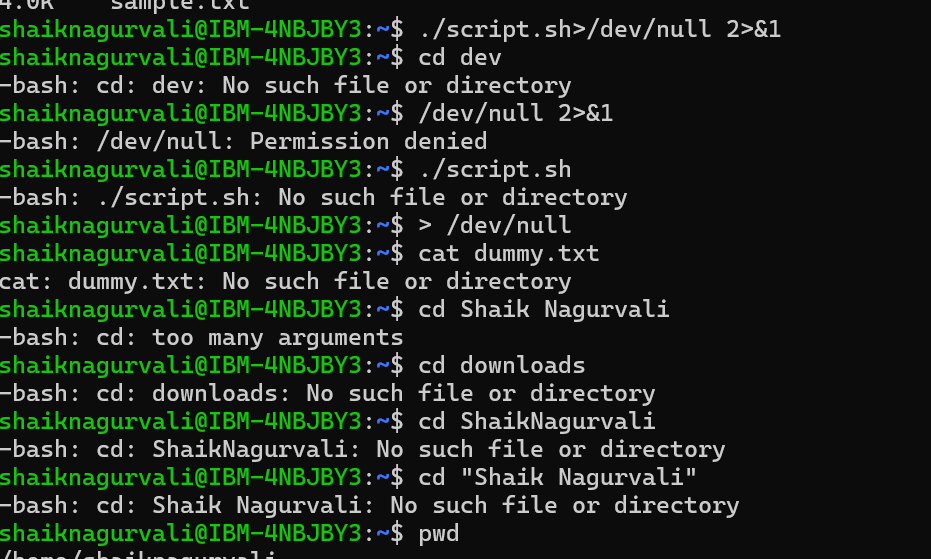 4.0K    sample.txt
shaiknagurvali@IBM-4NBJBY3:~$ ./script.sh>/dev/null 2>&1
shaiknagurvali@IBM-4NBJBY3:~$ cd dev
-bash: cd: dev: No such file or directory
shaiknagurvali@IBM-4NBJBY3:~$ /dev/null 2>&1
-bash: /dev/null: Permission denied
shaiknagurvali@IBM-4NBJBY3:~$ ./script.sh
-bash: ./script.sh: No such file or directory
shaiknagurvali@IBM-4NBJBY3:~$ > /dev/null
shaiknagurvali@IBM-4NBJBY3:~$ cat dummy.txt
cat: dummy.txt: No such file or directory
shaiknagurvali@IBM-4NBJBY3:~$ cd Shaik Nagurvali
-bash: cd: too many arguments
shaiknagurvali@IBM-4NBJBY3:~$ cd downloads
-bash: cd: downloads: No such file or directory
shaiknagurvali@IBM-4NBJBY3:~$ cd ShaikNagurvali
-bash: cd: ShaikNagurvali: No such file or directory
shaiknagurvali@IBM-4NBJBY3:~$ cd "Shaik Nagurvali"
-bash: cd: Shaik Nagurvali: No such file or directory
shaiknagurvali@IBM-4NBJBY3:~$ pwd
/home/shaiknagurvali